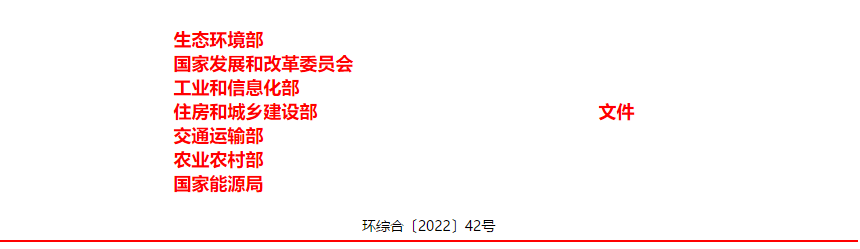 生态环境部
国家发展和改革委员会
工业和信息化部
住房和城乡建设部 文件
交通运输部
农业农村部
国家能源局
环综合〔2022〕42号